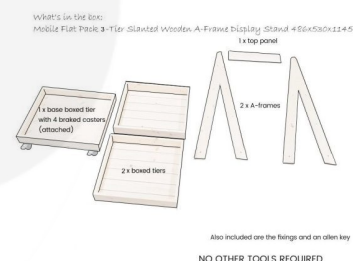 What's in the box:
Mobile Flat Pack 3-Tier Slanted Wooden A-Frame Display Stand 486x530x1145
1 x top panel
1 x base boxed tier
with 4 braked casters
(attached)
2 x A-frames
2 x boxed tiers
Also included are the fixings and an allen key
NO OTHER TOOLS REQUIRED